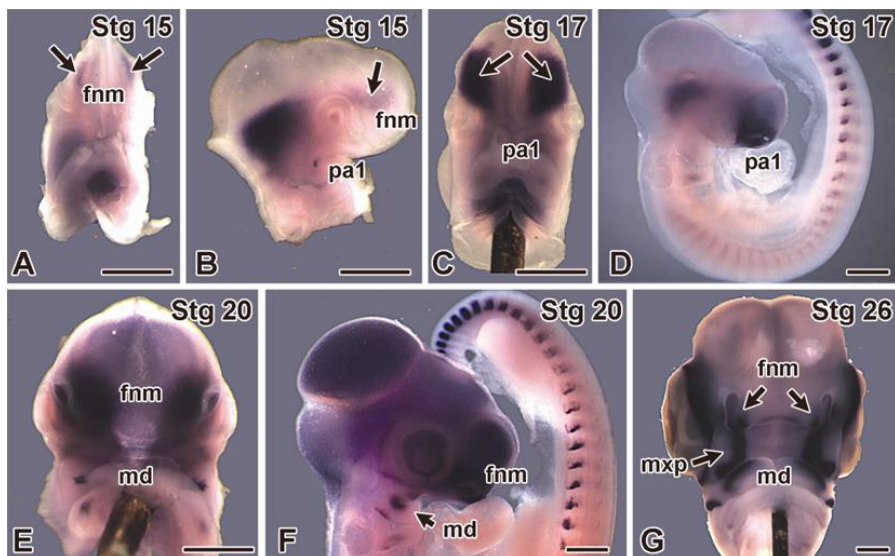 Stg 15
fnm
A
Stg 15
fnm
pa1
B
Stg 17
pa1
C
Stg 17
pa1
D
Stg 20
fnm
md
E
Stg 20
fnm
md
F
Stg 26
fnm
mxp
md
G